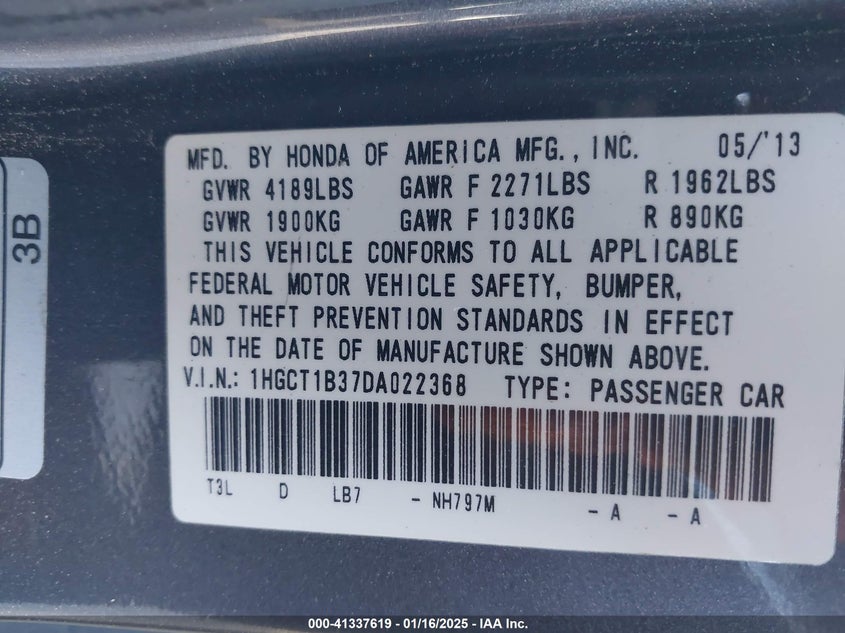 3B
MFD. BY HONDA OF AMERICA MFG., INC. 05/'13
GVWR 4189LBS GAWR F 2271LBS R 1962LBS
GVWR 1900KG GAWR F 1030KG R 890KG
THIS VEHICLE CONFORMS TO ALL APPLICABLE
FEDERAL MOTOR VEHICLE SAFETY, BUMPER,
AND THEFT PREVENTION STANDARDS IN EFFECT
ON THE DATE OF MANUFACTURE SHOWN ABOVE.
V.I.N.: 1HGCT1B37DA022368 TYPE: PASSENGER CAR
T3L D LB7 - NH797M - A - A
000-41337619 / 01/16/2025 - IAA Inc.